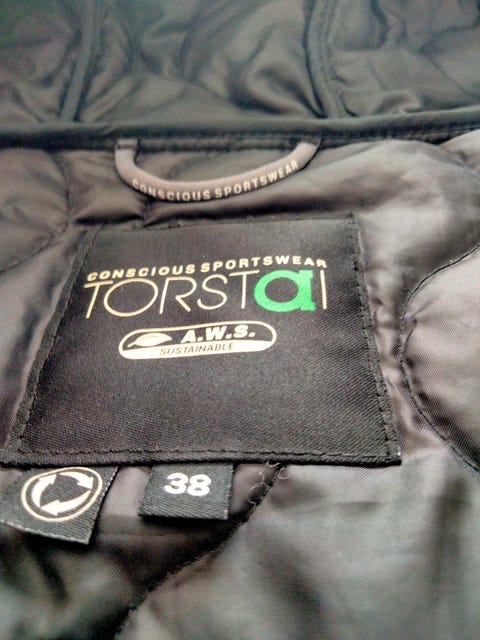 CONSCIOUS SPORTSWEAR
CONSCIOUS SPORTSWEAR
TORSTaI
A.W.S.
SUSTAINABLE
38